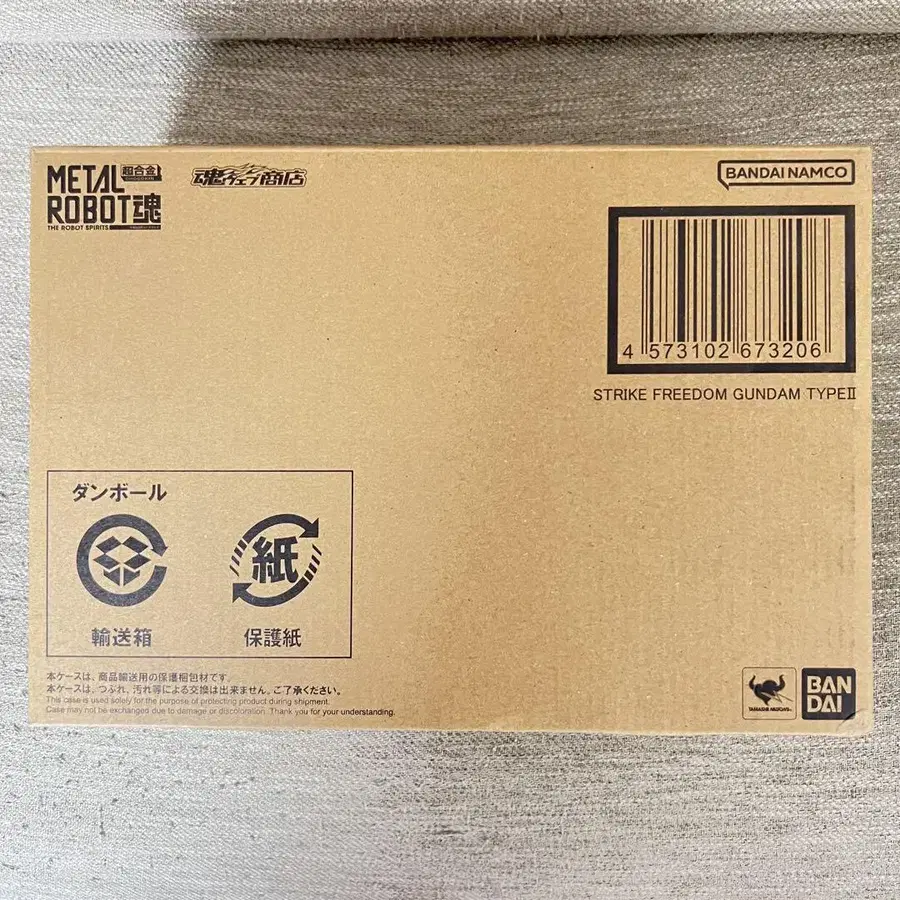 METAL 超合金
ROBOT魂
THE ROBOT SPIRITS
魂ウェブ商店
BANDAI NAMCO
4 573102 673206
STRIKE FREEDOM GUNDAM TYPEⅡ
ダンボール
紙
輸送箱 保護紙
本ケースは、商品輸送用の保護梱包材です。
本ケースは、つぶれ、汚れ等による交換は出来ません。ご了承ください。
This case is used solely for the purpose of protecting product during shipment.
Case may not be exchanged due to damage or discoloration. Thank you for your understanding.
TAMASHII NATIONS
BAN
DAI